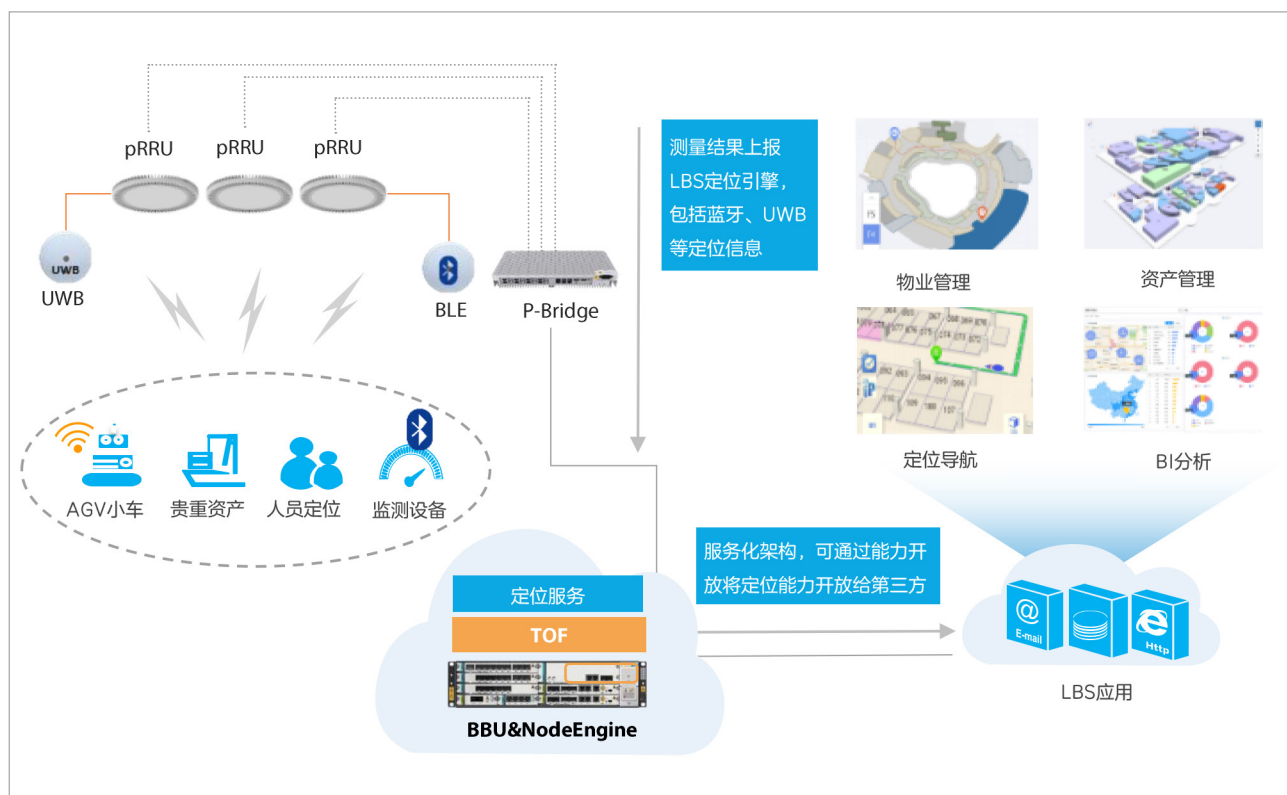 pRRU
pRRU
pRRU
UWB
UWB
BLE
P-Bridge
AGV小车
贵重资产
人员定位
监测设备
测量结果上报
LBS定位引擎，
包括蓝牙、UWB
等定位信息
F5
物业管理
资产管理
定位导航
BI分析
服务化架构，可通过能力开
放将定位能力开放给第三方
定位服务
TOF
BBU&NodeEngine
@
E-mail
Http
LBS应用